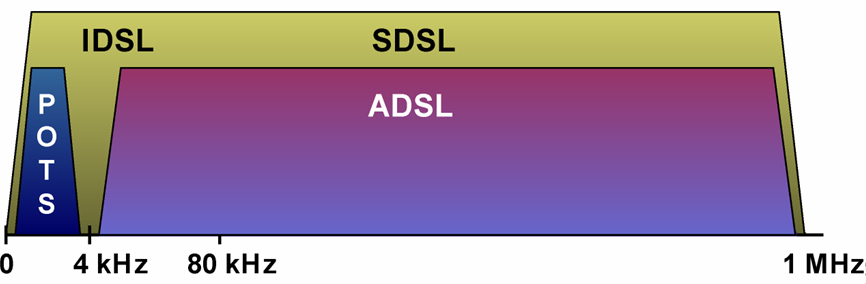 IDSL SDSL
POTS
ADSL
0 4 kHz 80 kHz 1 MHz